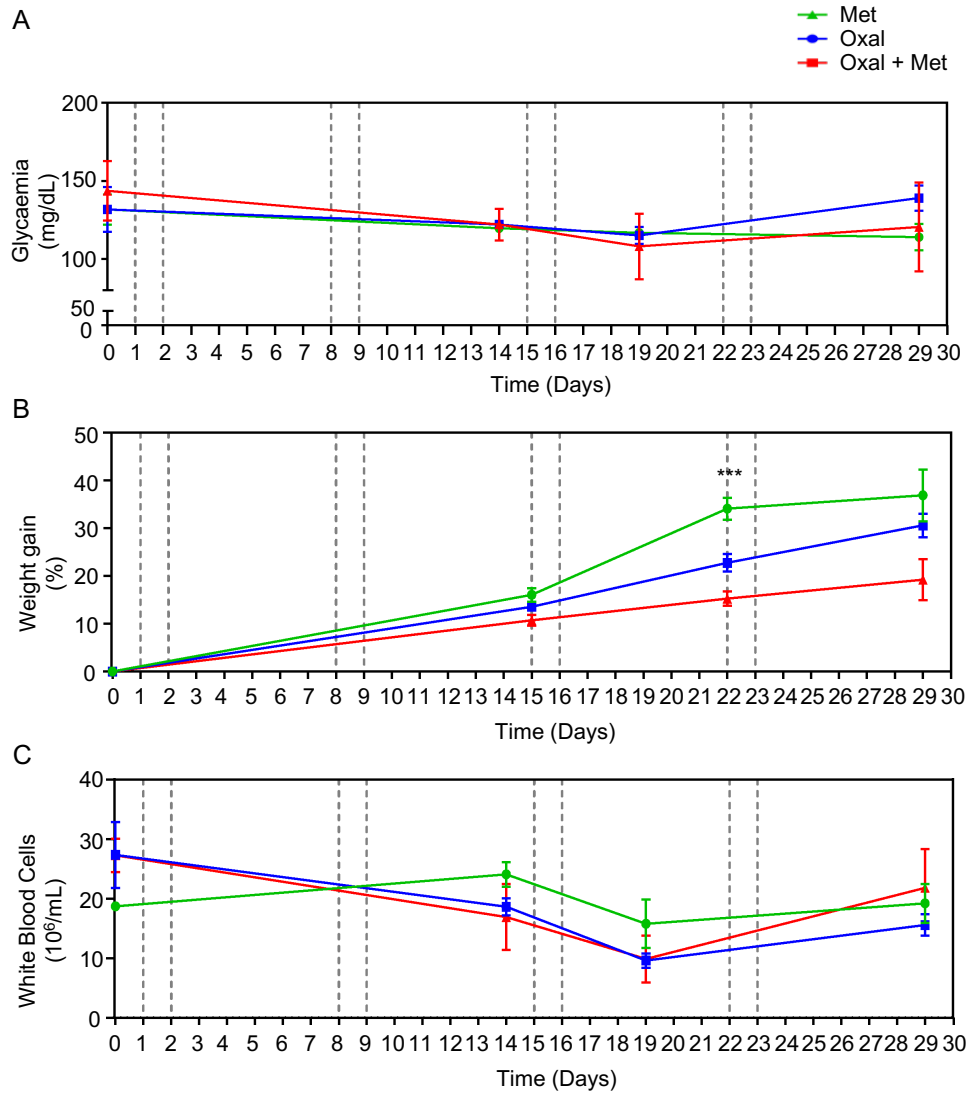 A
Met
Oxal
Oxal + Met
200
150
100
50
0
Glycaemia
(mg/dL)
0 1 2 3 4 5 6 7 8 9 10 11 12 13 14 15 16 17 18 19 20 21 22 23 24 25 26 27 28 29 30
Time (Days)
B
50
40
30
20
10
0
Weight gain
(%)
***
0 1 2 3 4 5 6 7 8 9 10 11 12 13 14 15 16 17 18 19 20 21 22 23 24 25 26 27 28 29 30
Time (Days)
C
40
30
20
10
0
White Blood Cells
(10⁶/mL)
0 1 2 3 4 5 6 7 8 9 10 11 12 13 14 15 16 17 18 19 20 21 22 23 24 25 26 27 28 29 30
Time (Days)